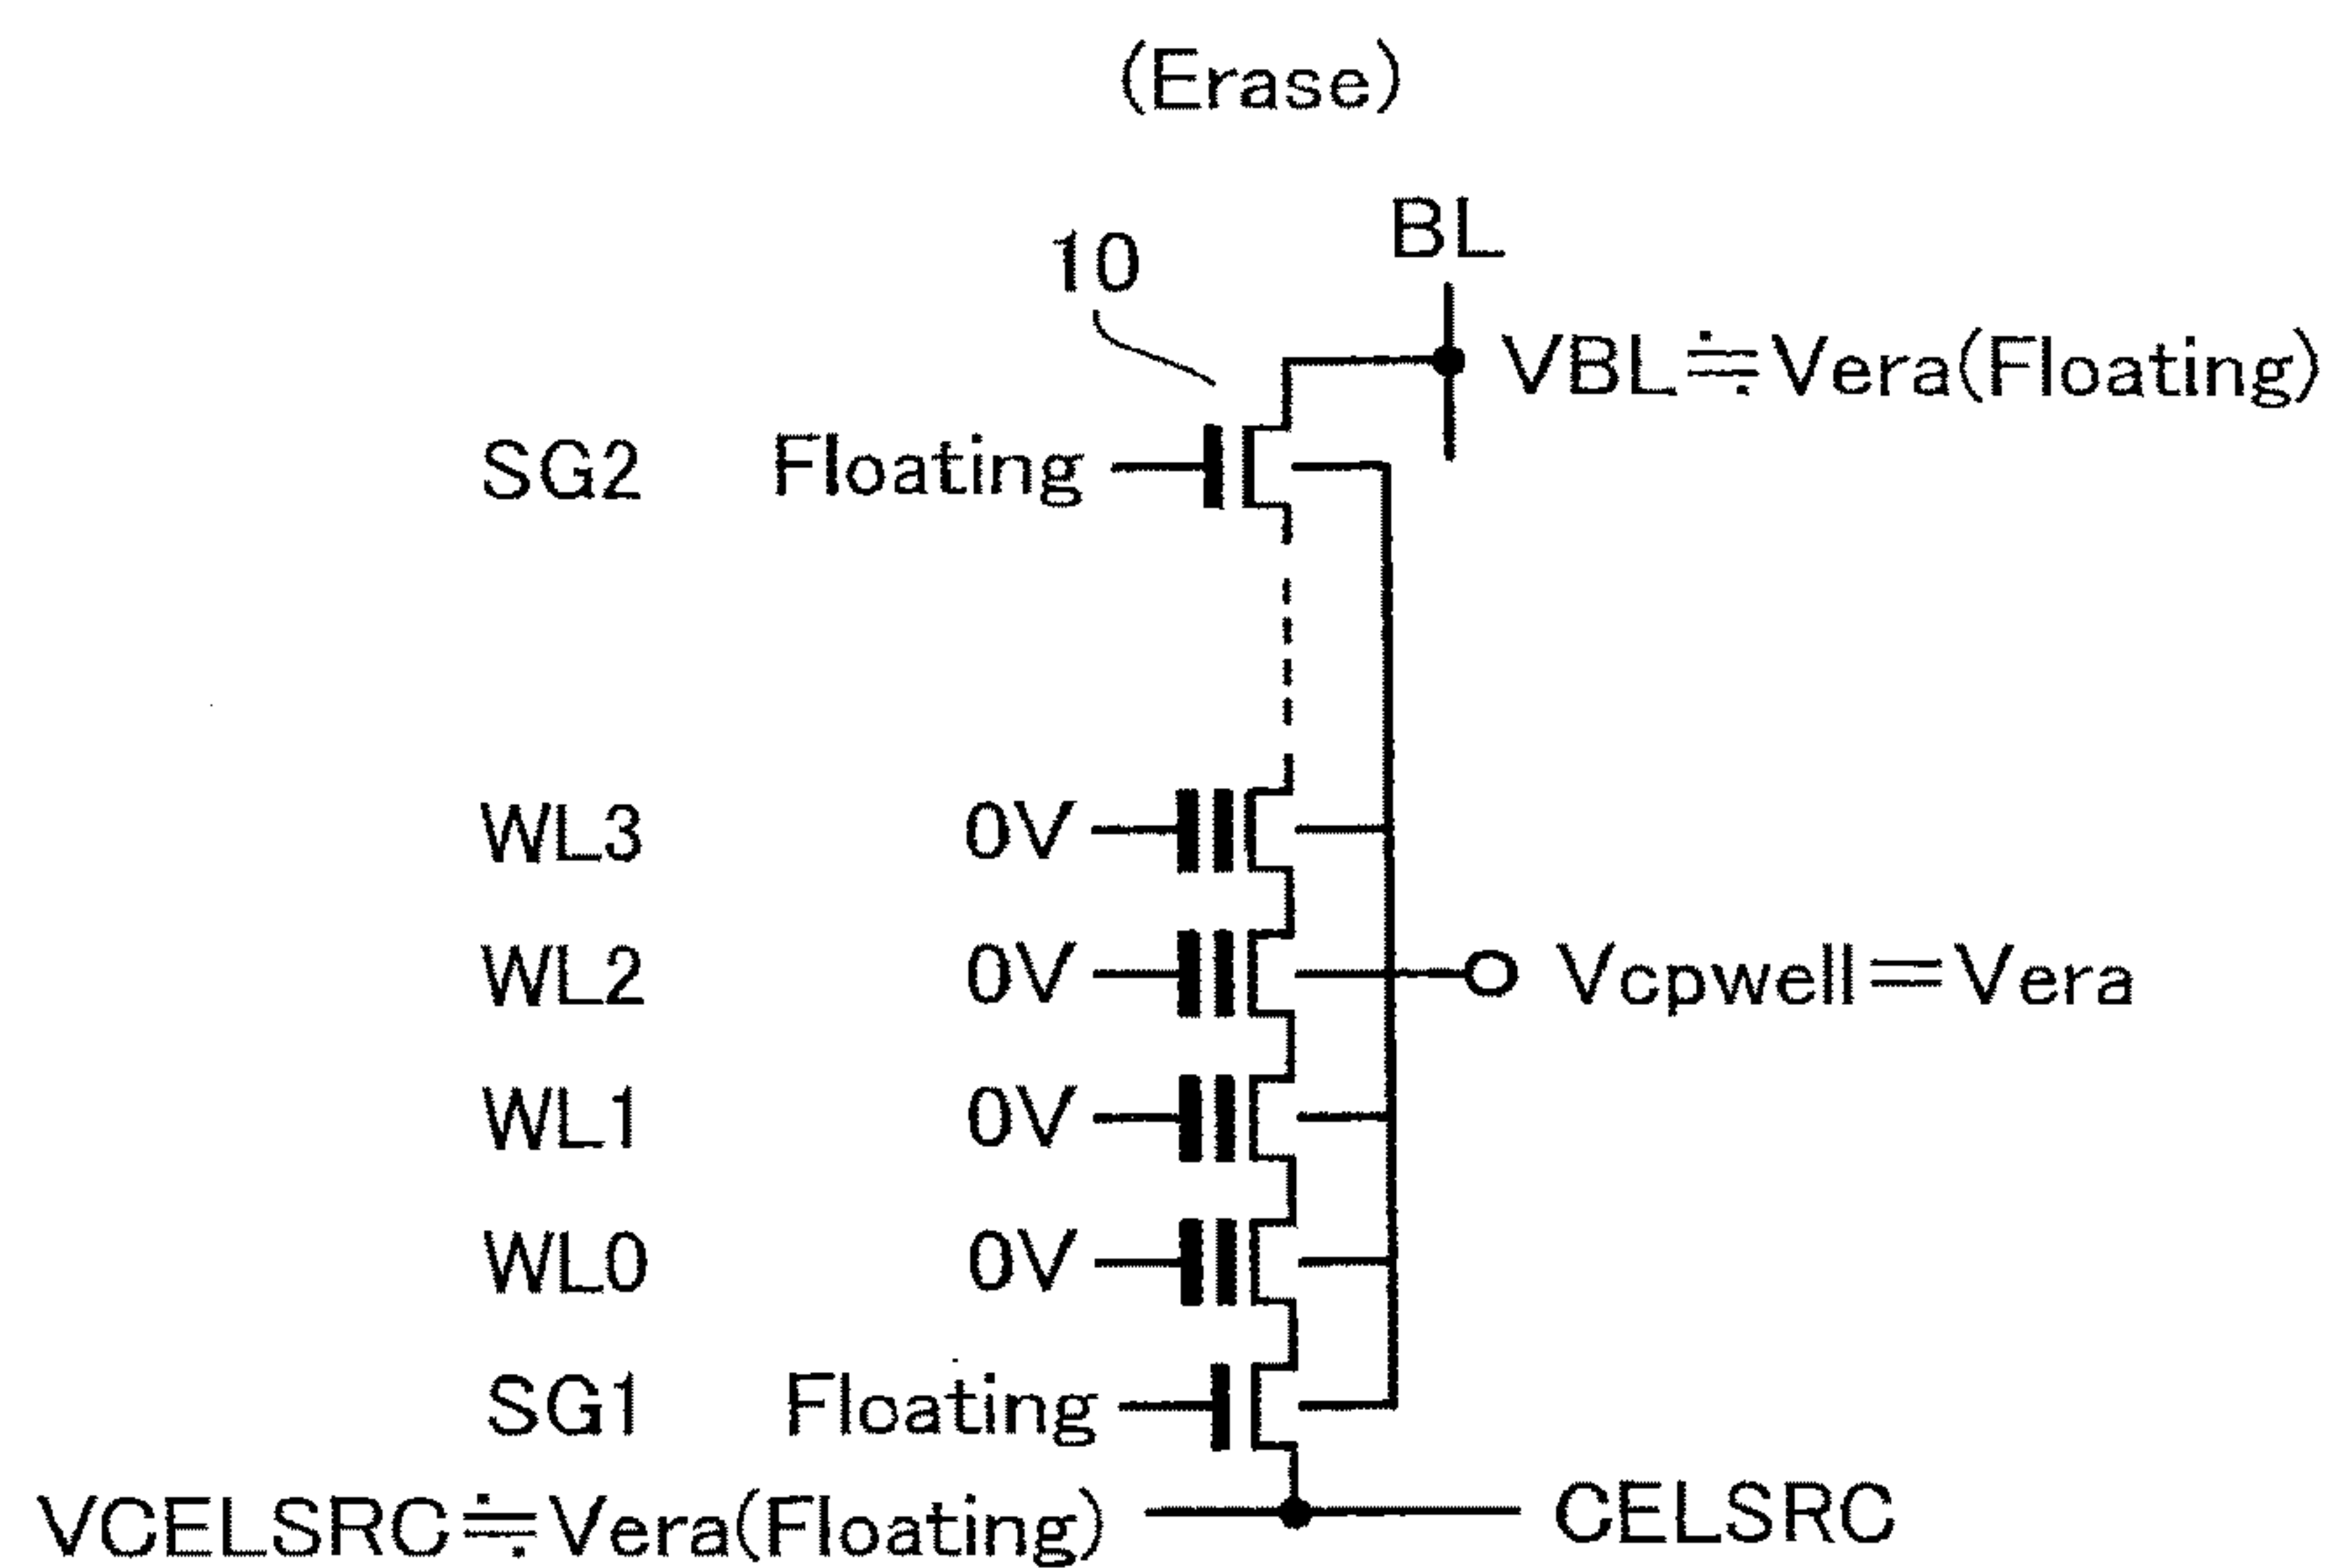 (Erase)
BL
10
VBL≒Vera(Floating)
SG2 Floating
WL3 0V
WL2 0V Vcpwell=Vera
WL1 0V
WL0 0V
SG1 Floating
VCELSRC≒Vera(Floating) CELSRC